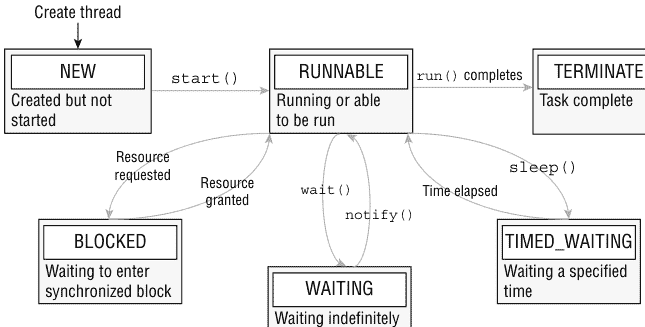 Create thread
NEW
Created but not
started
start()
RUNNABLE
Running or able
to be run
run() completes
TERMINATE
Task complete
Resource
requested
Resource
granted
wait()
notify()
Time elapsed
sleep()
BLOCKED
Waiting to enter
synchronized block
WAITING
Waiting indefinitely
TIMED_WAITING
Waiting a specified
time